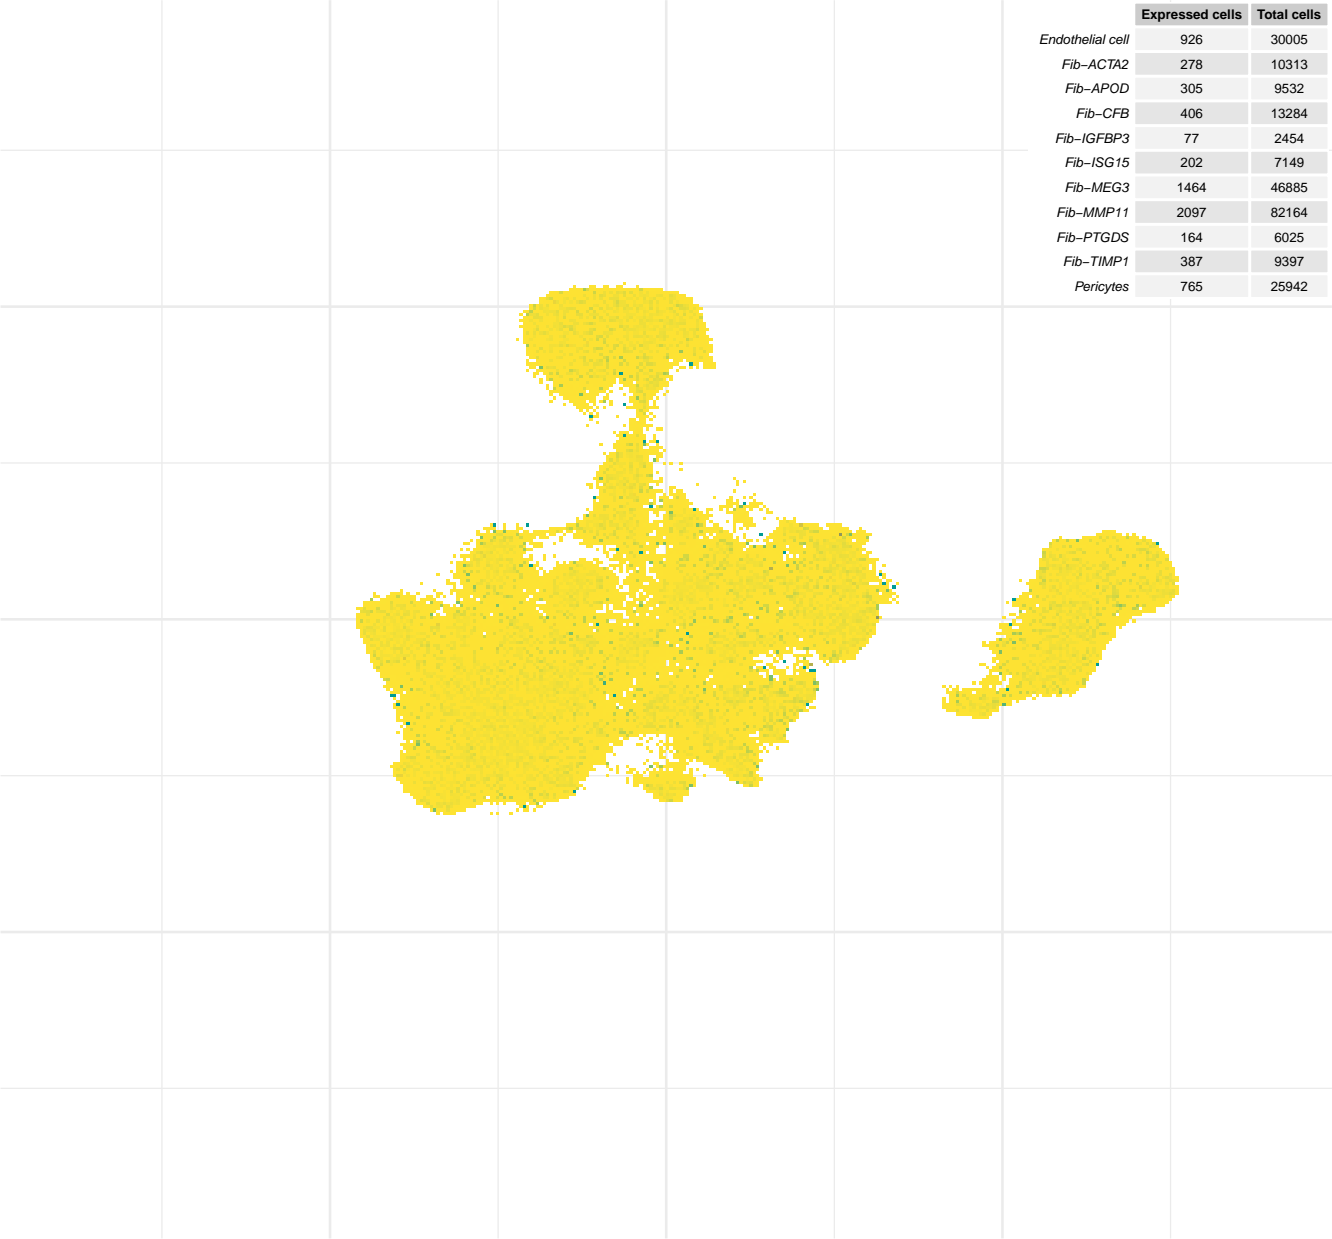 Expressed cells Total cells
Endothelial cell 926 30005
Fib−ACTA2 278 10313
Fib−APOD 305 9532
Fib−CFB 406 13284
Fib−IGFBP3 77 2454
Fib−ISG15 202 7149
Fib−MEG3 1464 46885
Fib−MMP11 2097 82164
Fib−PTGDS 164 6025
Fib−TIMP1 387 9397
Pericytes 765 25942